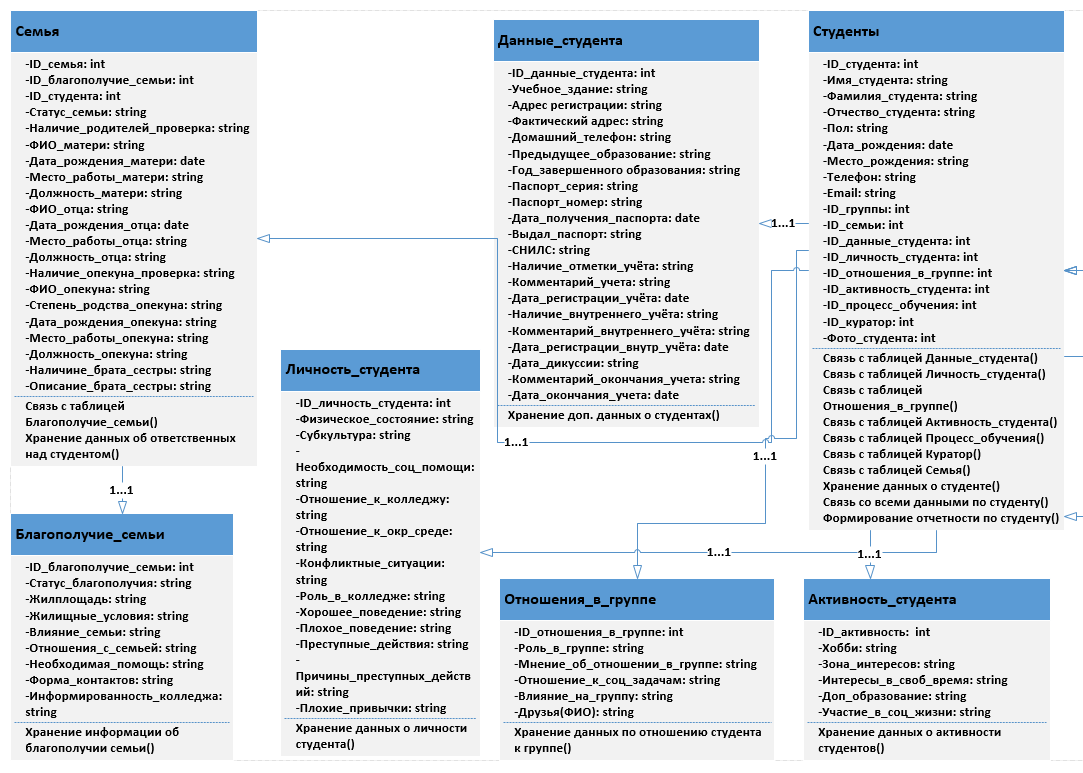 Семья
-ID_семья: int
-ID_благополучие_семьи: int
-ID_студента: int
-Статус_семьи: string
-Наличие_родителей_проверка: string
-ФИО_матери: string
-Дата_рождения_матери: date
-Место_работы_матери: string
-Должность_матери: string
-ФИО_отца: string
-Дата_рождения_отца: date
-Место_работы_отца: string
-Должность_отца: string
-Наличие_опекуна_проверка: string
-ФИО_опекуна: string
-Степень_родства_опекуна: string
-Дата_рождения_опекуна: string
-Место_работы_опекуна: string
-Должность_опекуна: string
-Наличине_брата_сестры: string
-Описание_брата_сестры: string
Связь с таблицей
Благополучие_семьи()
Хранение данных об ответственных
над студентом()
1...1
Благополучие_семьи
-ID_благополучие_семьи: int
-Статус_благополучия: string
-Жилплощадь: string
-Жилищные_условия: string
-Влияние_семьи: string
-Отношения_с_семьей: string
-Необходимая_помощь: string
-Форма_контактов: string
-Информированность_колледжа:
string
Хранение информации об
благополучии семьи()
Личность_студента
-ID_личность_студента: int
-Физическое_состояние: string
-Субкультура: string
-
Необходимость_соц_помощи:
string
-Отношение_к_колледжу:
string
-Отношение_к_окр_среде:
string
-Конфликтные_ситуации:
string
-Роль_в_колледже: string
-Хорошее_поведение: string
-Плохое_поведение: string
-Преступные_действия: string
-
Причины_преступных_действ
ий: string
-Плохие_привычки: string
Хранение данных о личности
студента()
Данные_студента
-ID_данные_студента: int
-Учебное_здание: string
-Адрес регистрации: string
-Фактический адрес: string
-Домашний_телефон: string
-Предыдущее_образование: string
-Год_завершенного образования: string
-Паспорт_серия: string
-Паспорт_номер: string
-Дата_получения_паспорта: date
-Выдал_паспорт: string
-СНИЛС: string
-Наличие_отметки_учёта: string
-Комментарий_учета: string
-Дата_регистрации_учёта: date
-Наличие_внутреннего_учёта: string
-Комментарий_внутреннего_учёта: string
-Дата_регистрации_внутр_учёта: date
-Дата_дикуссии: string
-Комментарий_окончания_учета: string
-Дата_окончания_учета: date
Хранение доп. данных о студентах()
1...1
1...1
1...1
1...1
1...1
Студенты
-ID_студента: int
-Имя_студента: string
-Фамилия_студента: string
-Отчество_студента: string
-Пол: string
-Дата_рождения: date
-Место_рождения: string
-Телефон: string
-Email: string
-ID_группы: int
-ID_семьи: int
-ID_данные_студента: int
-ID_личность_студента: int
-ID_отношения_в_группе: int
-ID_активность_студента: int
-ID_процесс_обучения: int
-ID_куратор: int
-Фото_студента: int
Связь с таблицей Данные_студента()
Связь с таблицей Личность_студента()
Связь с таблицей
Отношения_в_группе()
Связь с таблицей Активность_студента()
Связь с таблицей Процесс_обучения()
Связь с таблицей Куратор()
Связь с таблицей Семья()
Хранение данных о студенте()
Связь со всеми данными по студенту()
Формирование отчетности по студенту()
Отношения_в_группе
-ID_отношения_в_группе: int
-Роль_в_группе: string
-Мнение_об_отношении_в_группе: string
-Отношение_к_соц_задачам: string
-Влияние_на_группу: string
-Друзья(ФИО): string
Хранение данных по отношению студента
к группе()
Активность_студента
-ID_активность: int
-Хобби: string
-Зона_интересов: string
-Интересы_в_своб_время: string
-Доп_образование: string
-Участие_в_соц_жизни: string
Хранение данных о активности
студентов()